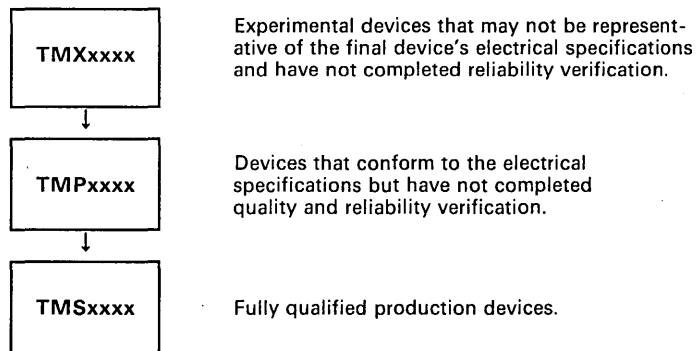 TMXxxxx
Experimental devices that may not be represent-
ative of the final device's electrical specifications
and have not completed reliability verification.
TMPxxxx
Devices that conform to the electrical
specifications but have not completed
quality and reliability verification.
TMSxxxx
Fully qualified production devices.